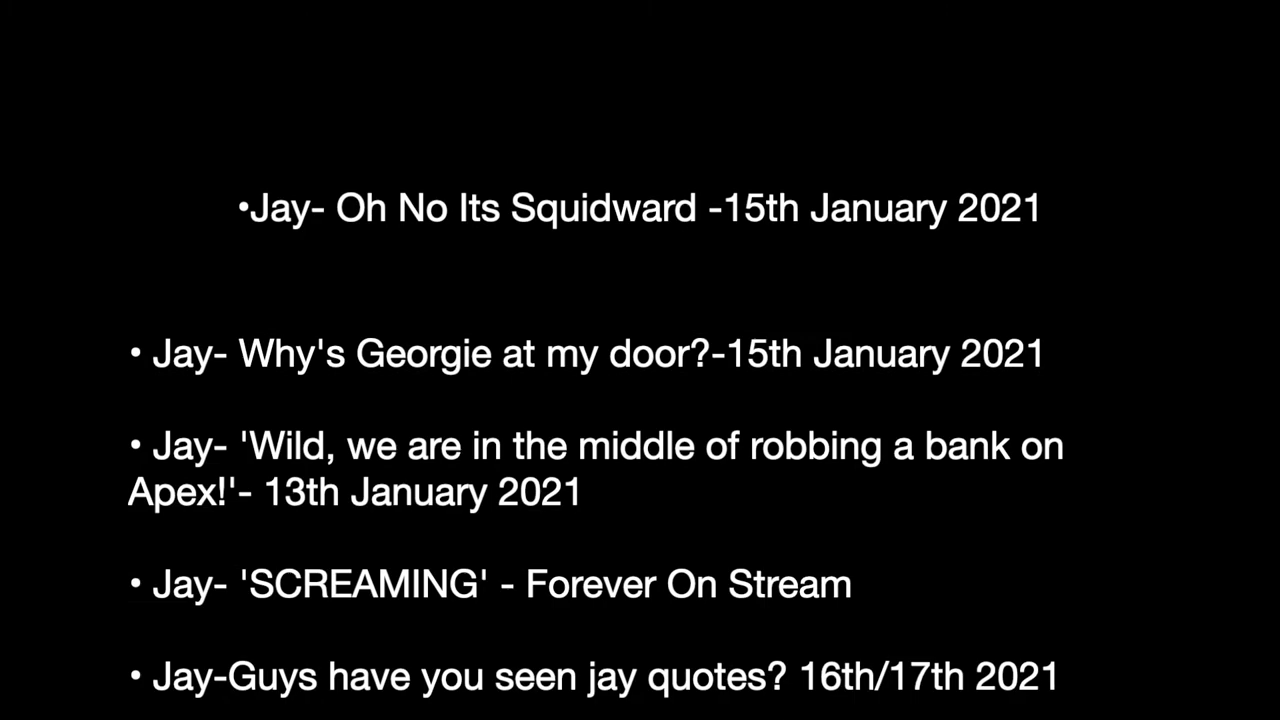 •Jay- Oh No Its Squidward -15th January 2021
• Jay- Why's Georgie at my door?-15th January 2021
• Jay- 'Wild, we are in the middle of robbing a bank on
Apex!'- 13th January 2021
• Jay- 'SCREAMING' - Forever On Stream
• Jay-Guys have you seen jay quotes? 16th/17th 2021